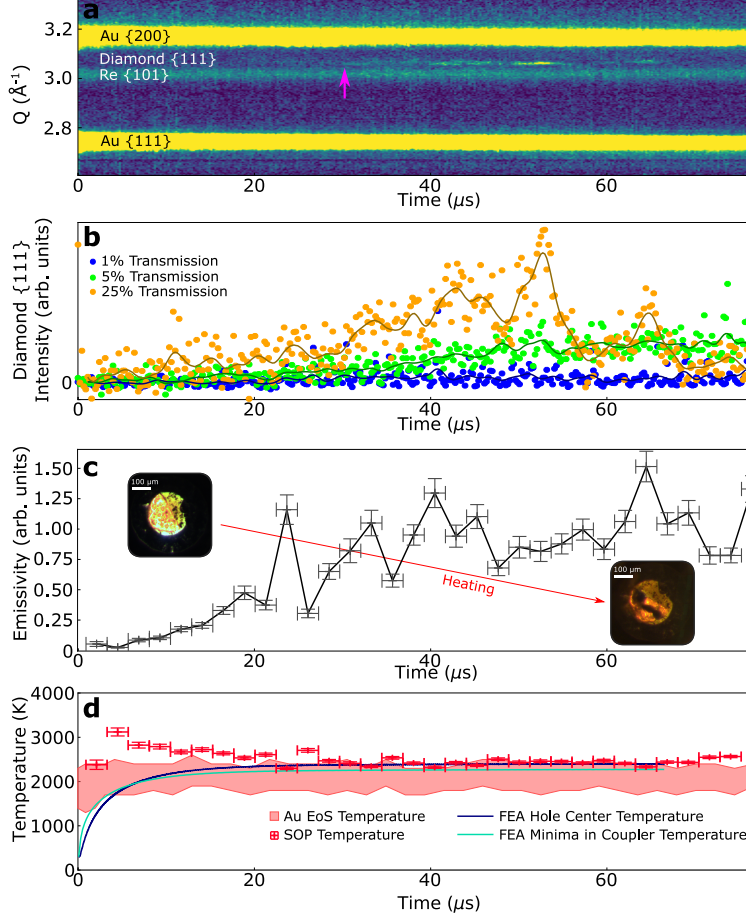 a
3.2
3.0
2.8
Q (Å⁻¹)
Au {200}
Diamond {111}
Re {101}
Au {111}
0
20
40
60
Time (μs)
b
Diamond {111}
Intensity (arb. units)
0
1% Transmission
5% Transmission
25% Transmission
0
20
40
60
Time (μs)
c
Emissivity (arb. units)
1.50
1.25
1.00
0.75
0.50
0.25
0
100 μm
Heating
100 μm
0
20
40
60
Time (μs)
d
Temperature (K)
4000
3000
2000
1000
0
Au EoS Temperature
SOP Temperature
FEA Hole Center Temperature
FEA Minima in Coupler Temperature
0
20
40
60
Time (μs)